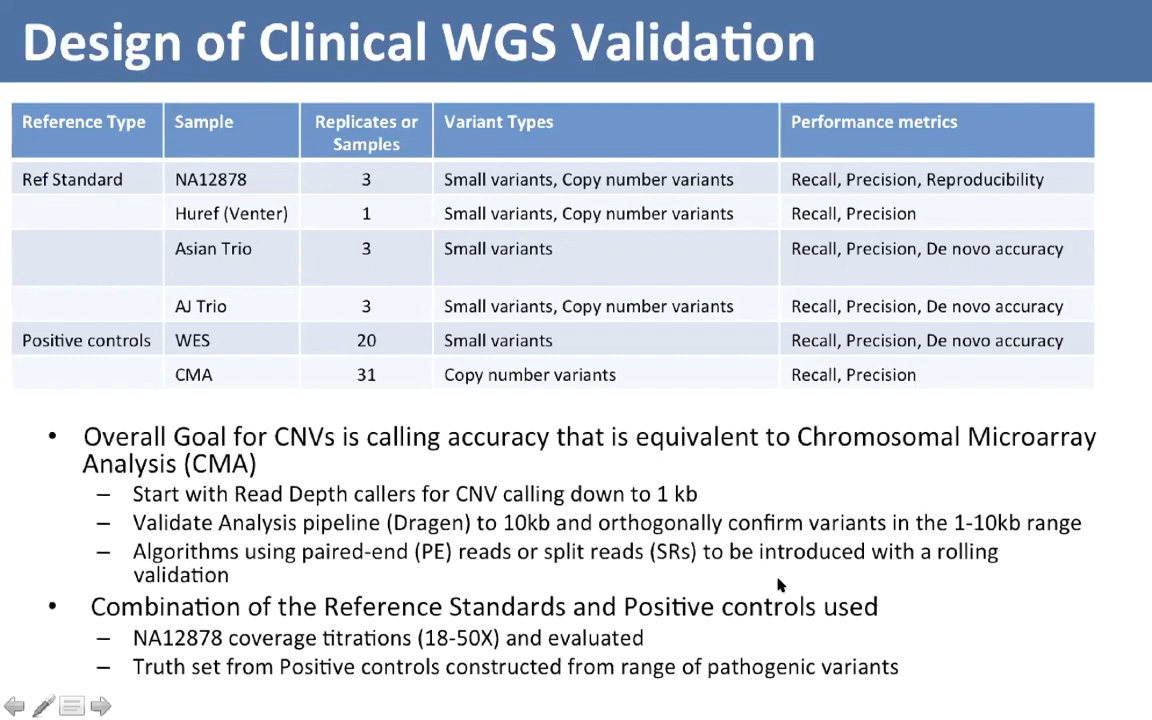 Design of Clinical WGS Validation
Reference Type Sample Replicates or Samples Variant Types Performance metrics
Ref Standard NA12878 3 Small variants, Copy number variants Recall, Precision, Reproducibility
Huref (Venter) 1 Small variants, Copy number variants Recall, Precision
Asian Trio 3 Small variants Recall, Precision, De novo accuracy
AJ Trio 3 Small variants, Copy number variants Recall, Precision, De novo accuracy
Positive controls WES 20 Small variants Recall, Precision, De novo accuracy
CMA 31 Copy number variants Recall, Precision
• Overall Goal for CNVs is calling accuracy that is equivalent to Chromosomal Microarray
Analysis (CMA)
– Start with Read Depth callers for CNV calling down to 1 kb
– Validate Analysis pipeline (Dragen) to 10kb and orthogonally confirm variants in the 1-10kb range
– Algorithms using paired-end (PE) reads or split reads (SRs) to be introduced with a rolling
validation
• Combination of the Reference Standards and Positive controls used
– NA12878 coverage titrations (18-50X) and evaluated
– Truth set from Positive controls constructed from range of pathogenic variants